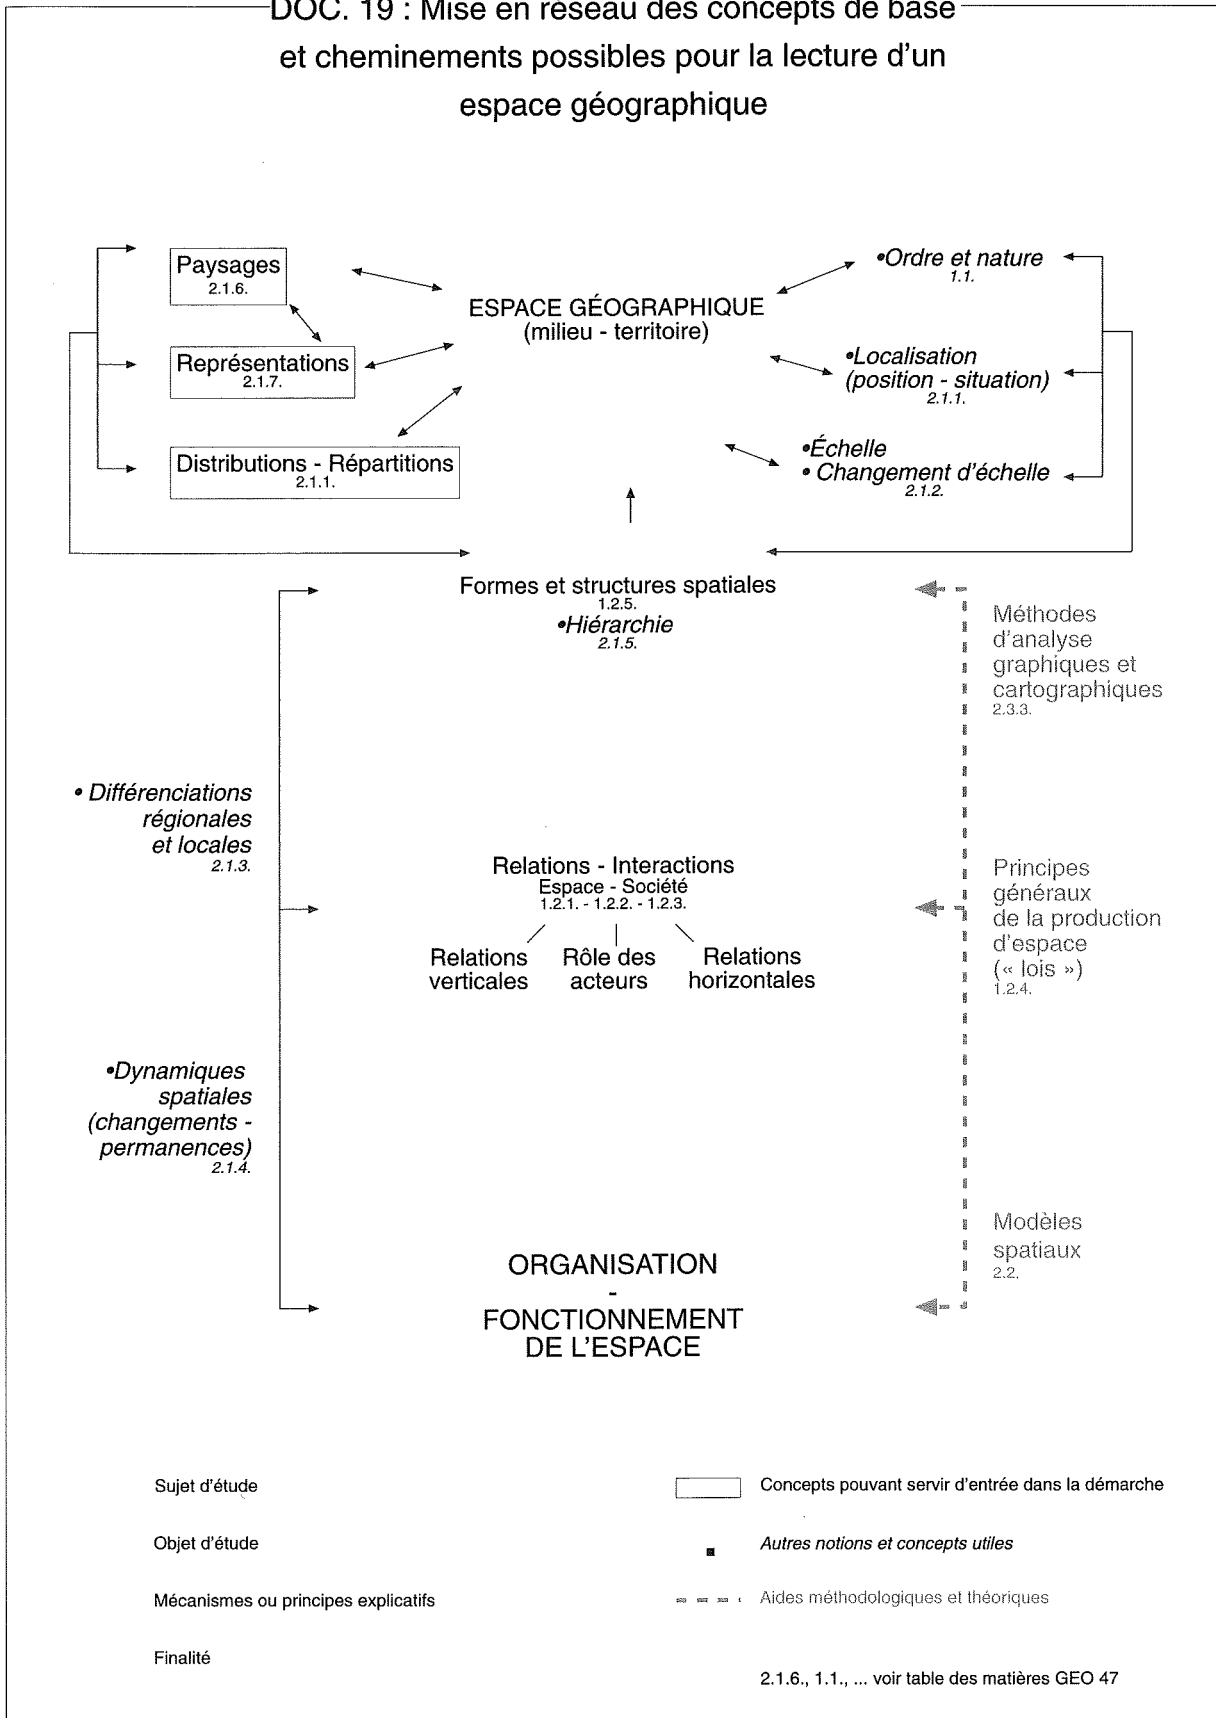 DOC. 19 : Mise en réseau des concepts de base
et cheminements possibles pour la lecture d'un
espace géographique
Paysages
2.1.6.
Représentations
2.1.7.
Distributions - Répartitions
2.1.1.
ESPACE GÉOGRAPHIQUE
(milieu - territoire)
•Ordre et nature
1.1.
•Localisation
(position - situation)
2.1.1.
•Échelle
• Changement d'échelle
2.1.2.
Formes et structures spatiales
1.2.5.
•Hiérarchie
2.1.5.
Méthodes
d'analyse
graphiques et
cartographiques
2.3.3.
• Différenciations
régionales
et locales
2.1.3.
Relations - Interactions
Espace - Société
1.2.1. - 1.2.2. - 1.2.3.
Relations
verticales
Rôle des
acteurs
Relations
horizontales
Principes
généraux
de la production
d'espace
(« lois »)
1.2.4.
•Dynamiques
spatiales
(changements -
permanences)
2.1.4.
Modèles
spatiaux
2.2.
ORGANISATION
-
FONCTIONNEMENT
DE L'ESPACE
Sujet d'étude
Objet d'étude
Mécanismes ou principes explicatifs
Finalité
Concepts pouvant servir d'entrée dans la démarche
Autres notions et concepts utiles
Aides méthodologiques et théoriques
2.1.6., 1.1., ... voir table des matières GEO 47